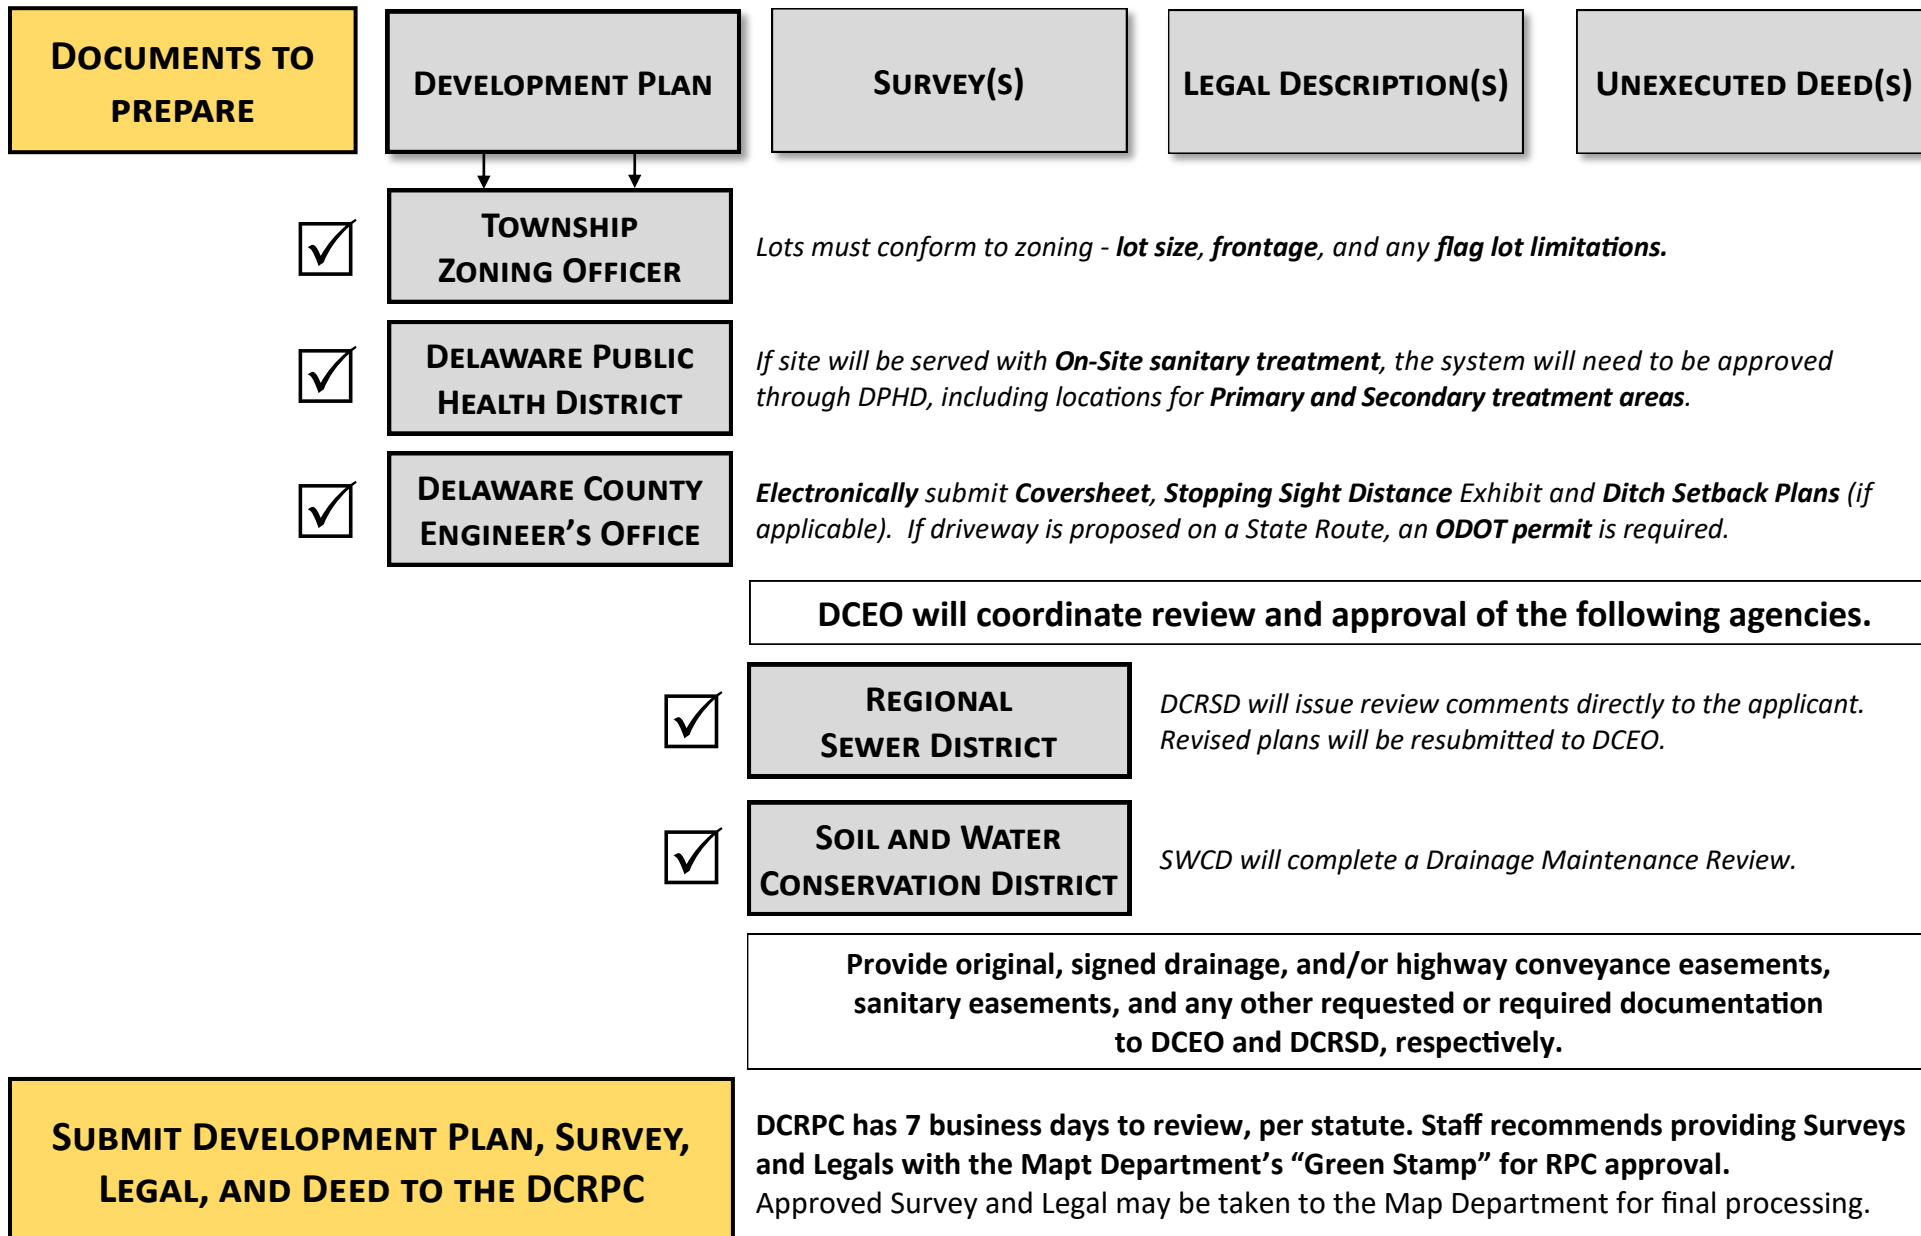 DOCUMENTS TO
PREPARE
DEVELOPMENT PLAN
SURVEY(S)
LEGAL DESCRIPTION(S)
UNEXECUTED DEED(S)
TOWNSHIP
ZONING OFFICER
Lots must conform to zoning - lot size, frontage, and any flag lot limitations.
DELAWARE PUBLIC
HEALTH DISTRICT
If site will be served with On-Site sanitary treatment, the system will need to be approved
through DPHD, including locations for Primary and Secondary treatment areas.
DELAWARE COUNTY
ENGINEER’S OFFICE
Electronically submit Coversheet, Stopping Sight Distance Exhibit and Ditch Setback Plans (if
applicable).  If driveway is proposed on a State Route, an ODOT permit is required.
DCEO will coordinate review and approval of the following agencies.
REGIONAL
SEWER DISTRICT
DCRSD will issue review comments directly to the applicant.
Revised plans will be resubmitted to DCEO.
SOIL AND WATER
CONSERVATION DISTRICT
SWCD will complete a Drainage Maintenance Review.
Provide original, signed drainage, and/or highway conveyance easements,
sanitary easements, and any other requested or required documentation
to DCEO and DCRSD, respectively.
SUBMIT DEVELOPMENT PLAN, SURVEY,
LEGAL, AND DEED TO THE DCRPC
DCRPC has 7 business days to review, per statute. Staff recommends providing Surveys
and Legals with the Mapt Department’s “Green Stamp” for RPC approval.
Approved Survey and Legal may be taken to the Map Department for final processing.